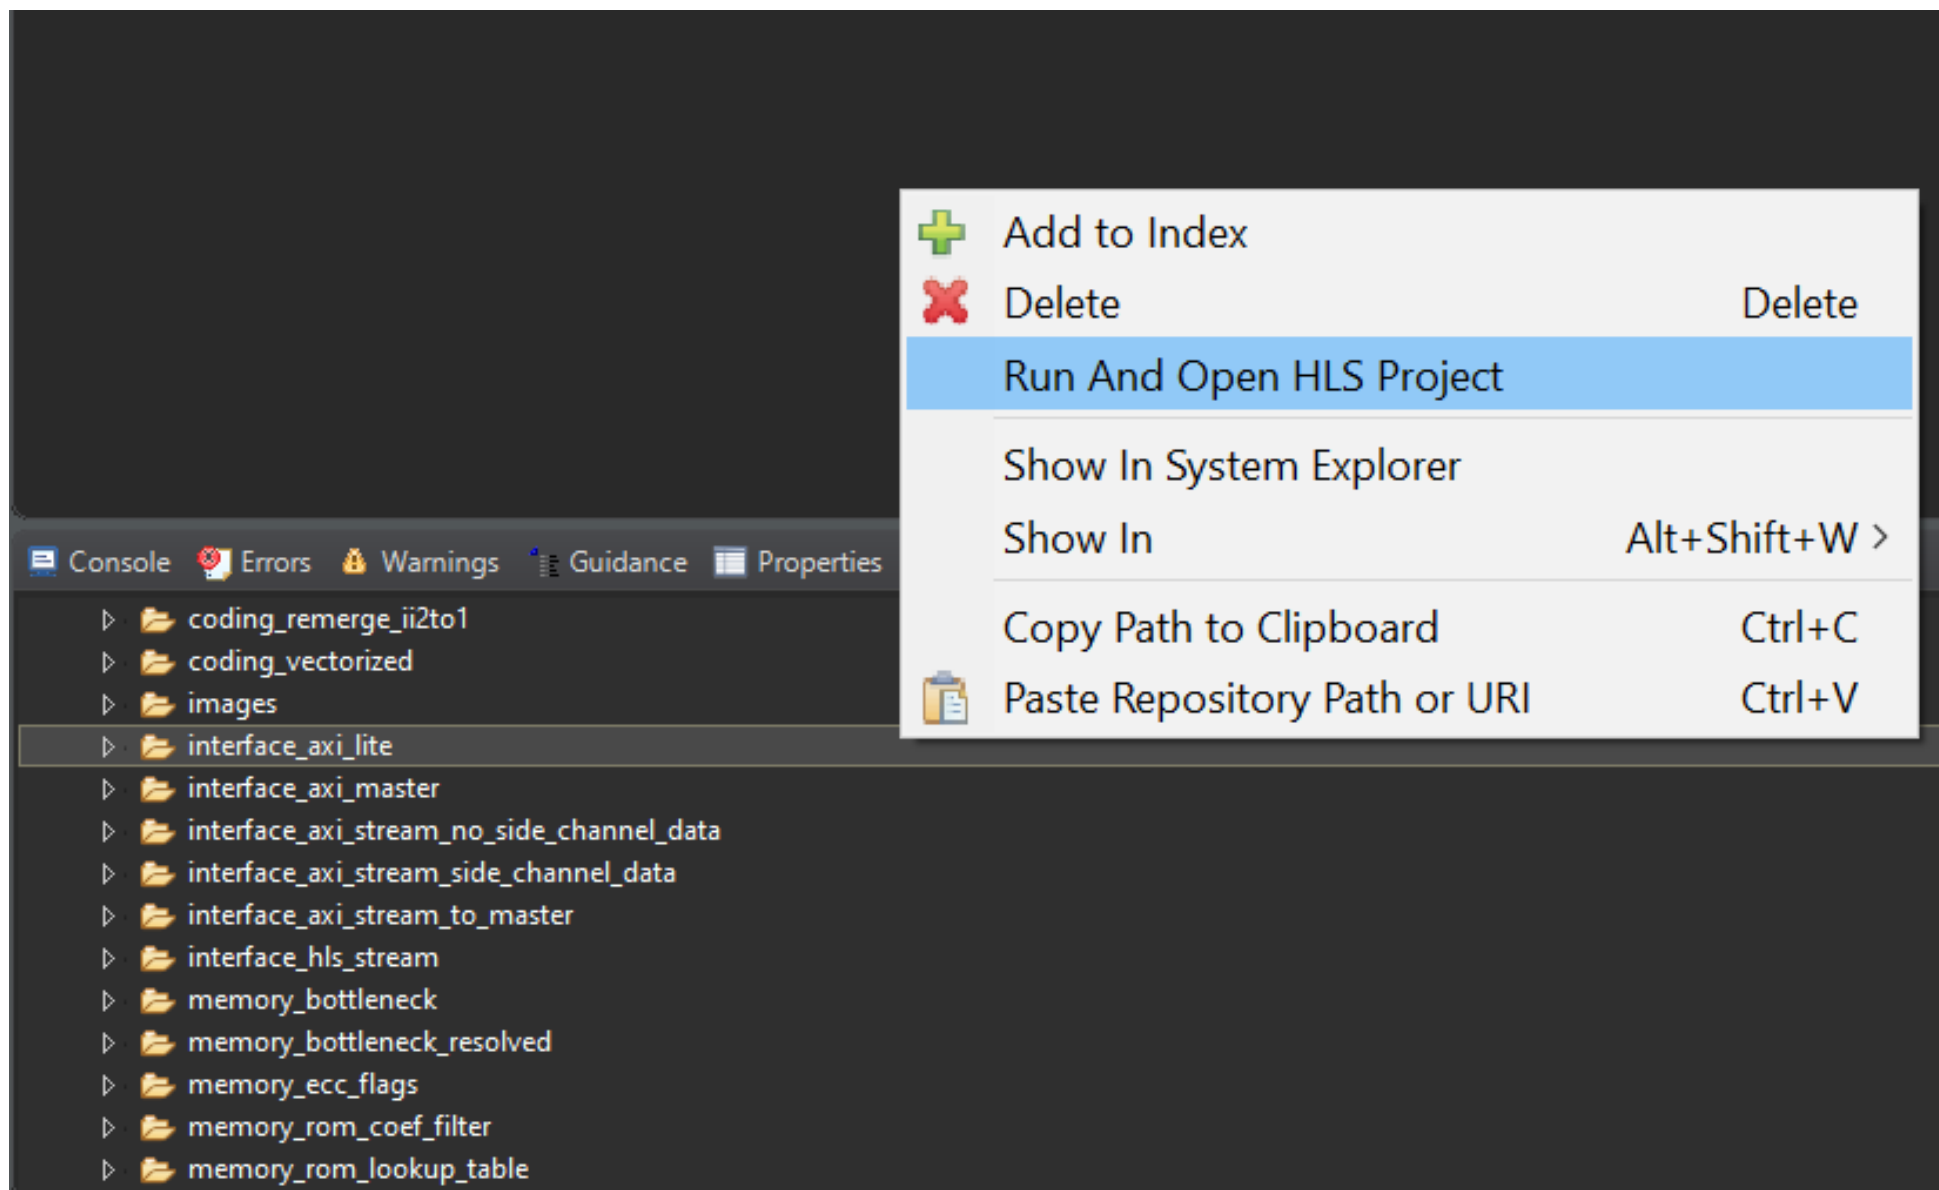 Add to Index
Delete Delete
Run And Open HLS Project
Show In System Explorer
Show In Alt+Shift+W
Copy Path to Clipboard Ctrl+C
Paste Repository Path or URI Ctrl+V
Console Errors Warnings Guidance Properties
coding_remerge_ii2to1
coding_vectorized
images
interface_axi_lite
interface_axi_master
interface_axi_stream_no_side_channel_data
interface_axi_stream_side_channel_data
interface_axi_stream_to_master
interface_hls_stream
memory_bottleneck
memory_bottleneck_resolved
memory_ecc_flags
memory_rom_coef_filter
memory_rom_lookup_table